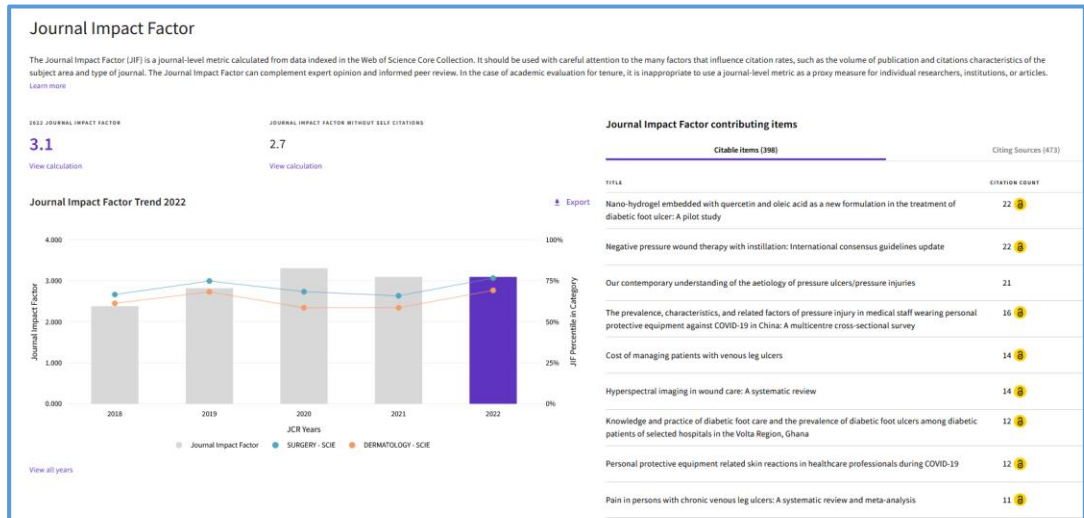 Journal Impact Factor
The Journal Impact Factor (JIF) is a journal-level metric calculated from data indexed in the Web of Science Core Collection. It should be used with careful attention to the many factors that influence citation rates, such as the volume of publication and citations characteristics of the
subject area and type of journal. The Journal Impact Factor can complement expert opinion and informed peer review. In the case of academic evaluation for tenure, it is inappropriate to use a journal-level metric as a proxy measure for individual researchers, institutions, or articles.
Learn more
2022 JOURNAL IMPACT FACTOR
3.1
View calculation
JOURNAL IMPACT FACTOR WITHOUT SELF CITATIONS
2.7
View calculation
Journal Impact Factor Trend 2022
Export
4.000
3.000
2.000
1.000
0.000
Journal Impact Factor
100%
75%
50%
25%
0%
JIF Percentile in Category
2018 2019 2020 2021 2022
JCR Years
Journal Impact Factor SURGERY - SCIE DERMATOLOGY - SCIE
View all years
Journal Impact Factor contributing items
Citable items (398) Citing Sources (473)
TITLE CITATION COUNT
Nano-hydrogel embedded with quercetin and oleic acid as a new formulation in the treatment of 22
diabetic foot ulcer: A pilot study
Negative pressure wound therapy with instillation: International consensus guidelines update 22
Our contemporary understanding of the aetiology of pressure ulcers/pressure injuries 21
The prevalence, characteristics, and related factors of pressure injury in medical staff wearing personal 16
protective equipment against COVID-19 in China: A multicentre cross-sectional survey
Cost of managing patients with venous leg ulcers 14
Hyperspectral imaging in wound care: A systematic review 14
Knowledge and practice of diabetic foot care and the prevalence of diabetic foot ulcers among diabetic 12
patients of selected hospitals in the Volta Region, Ghana
Personal protective equipment related skin reactions in healthcare professionals during COVID-19 12
Pain in persons with chronic venous leg ulcers: A systematic review and meta-analysis 11